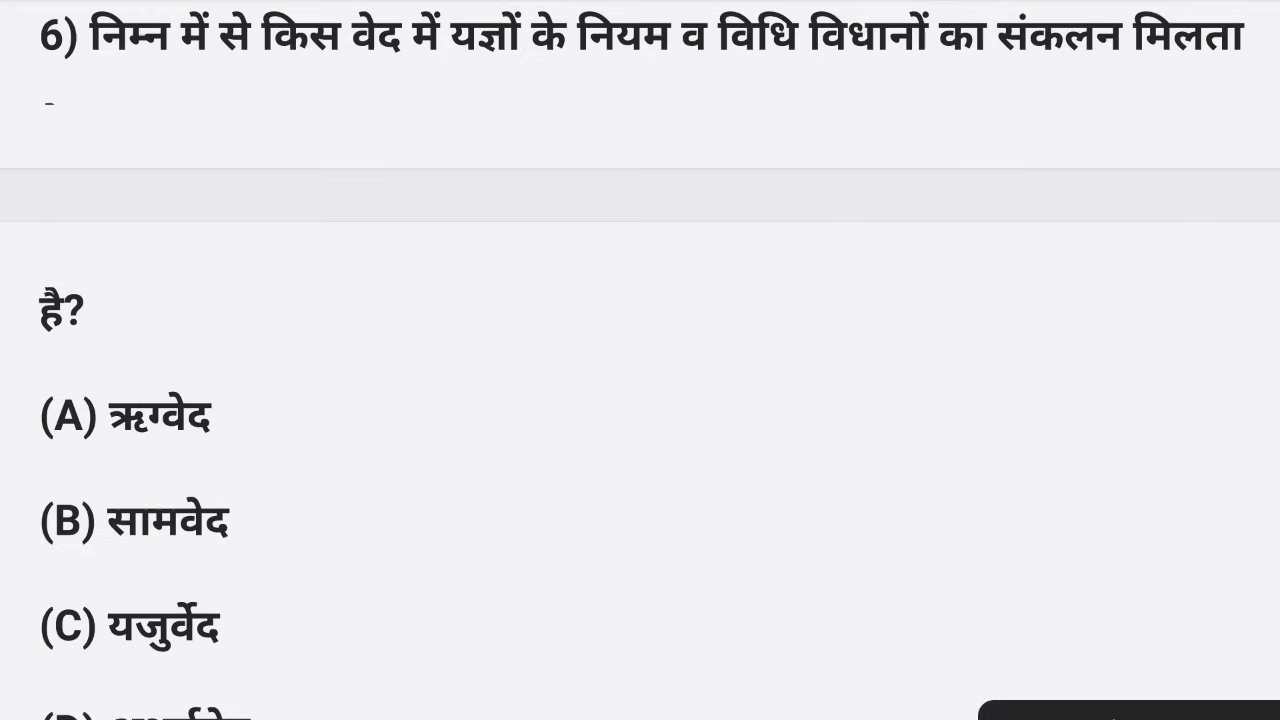 6) निम्न में से किस वेद में यज्ञों के नियम व विधि विधानों का संकलन मिलता
है?
(A) ऋग्वेद
(B) सामवेद
(C) यजुर्वेद